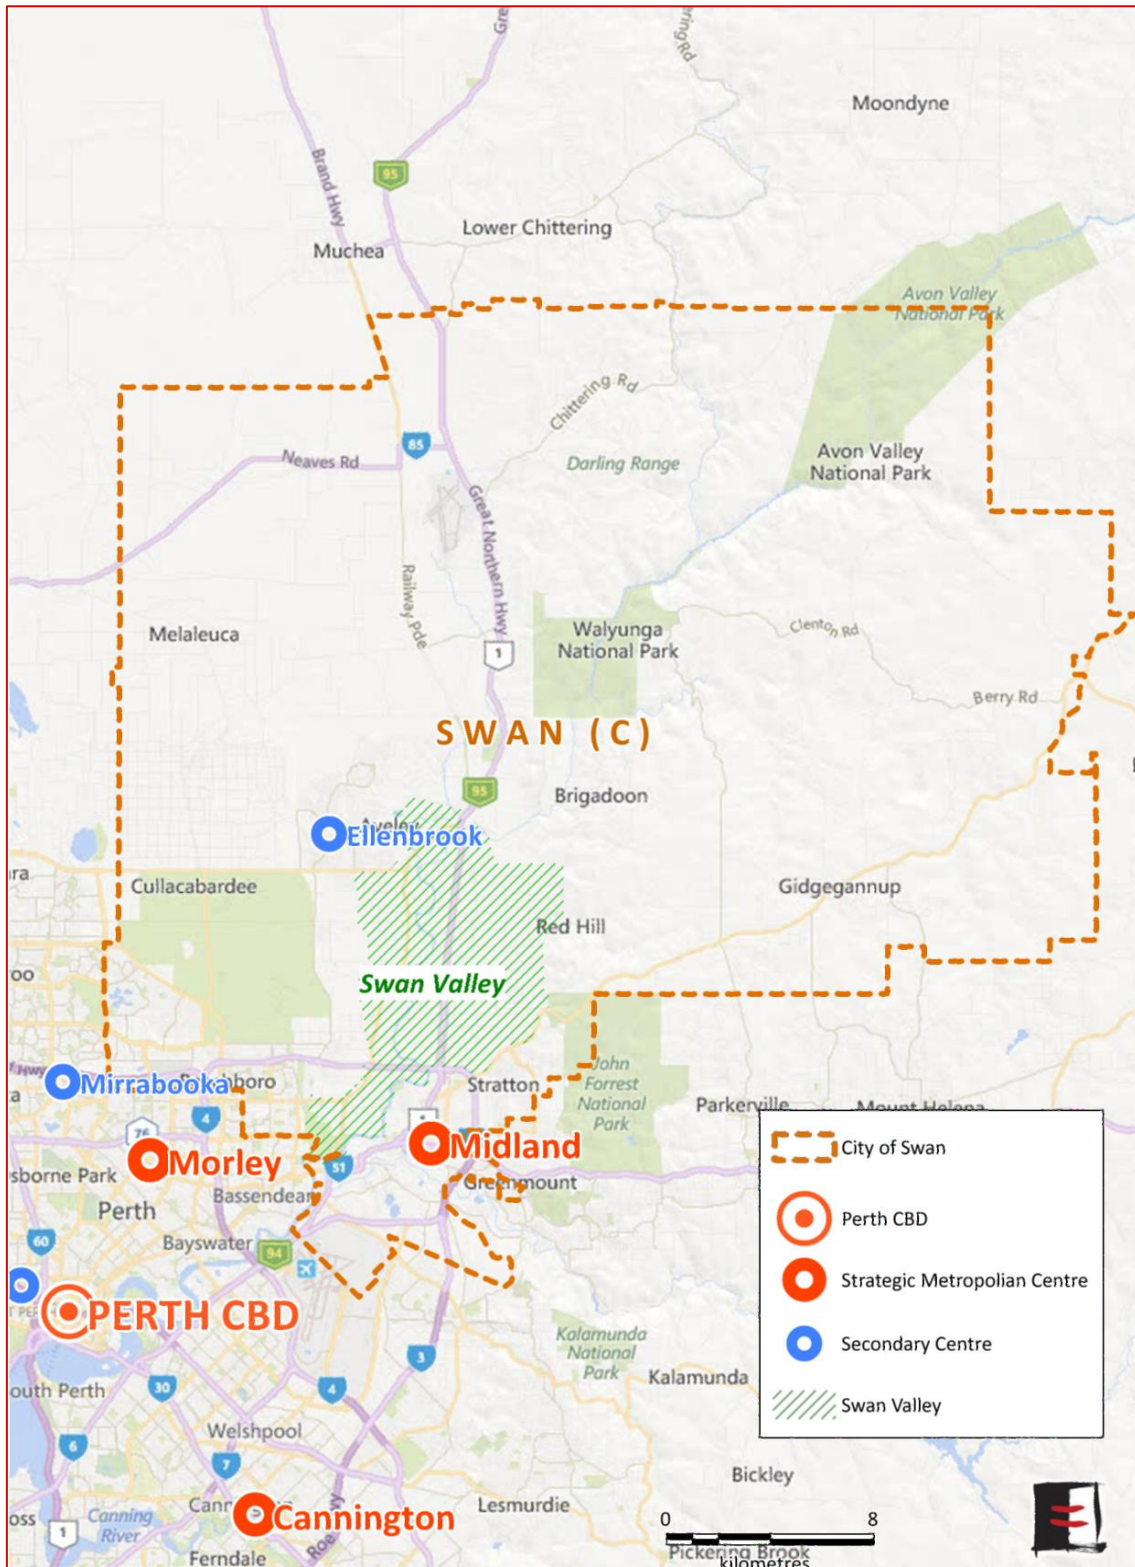 Moondyne
Brand Hwy
95
Lower Chittering
Muchea
Avon Valley
National Park
Chittering Rd
85
Neaves Rd
Darling Range
Avon Valley
National Park
Great Northern Hwy
Railway Pde
Melaleuca
Walyunga
National Park
Clenton Rd
1
Berry Rd
SWAN (C)
95
Brigadoon
Ellenbrook
Cullacabardee
Gidgegannup
Red Hill
Swan Valley
John
Forrest
National
Park
Stratton
Mirrabooka
4
76
Parkerville
Mount Helena
Midland
Morley
51
Greenmount
Bassendean
Perth
Bayswater
60
94
PERTH CBD
Kalamunda
National
Park
3
Kalamunda
30
4
Welshpool
6
7
Bickley
Cannington
Lesmurdie
Canning
River
1
Ferndale
Pickering Brook
City of Swan
Perth CBD
Strategic Metropolian Centre
Secondary Centre
Swan Valley
0 8
kilometres